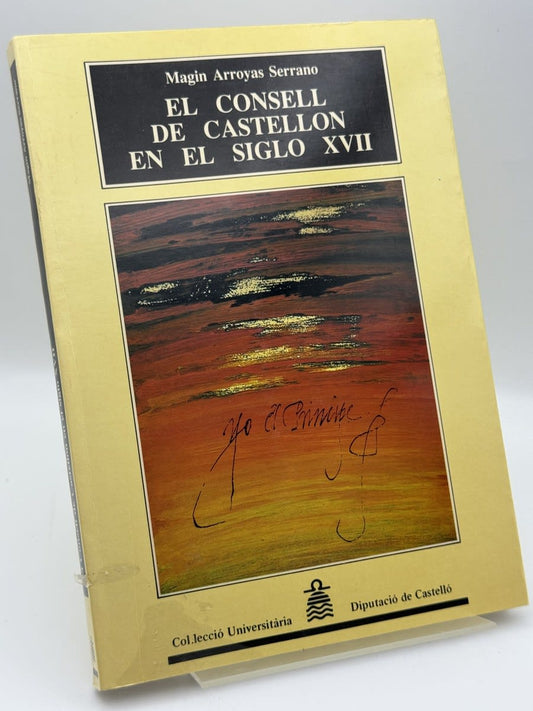 Magin Arroyas Serrano
EL CONSELL
DE CASTELLON
EN EL SIGLO XVII
Yo el Principe
Col.lecció Universitària
Diputació de Castelló